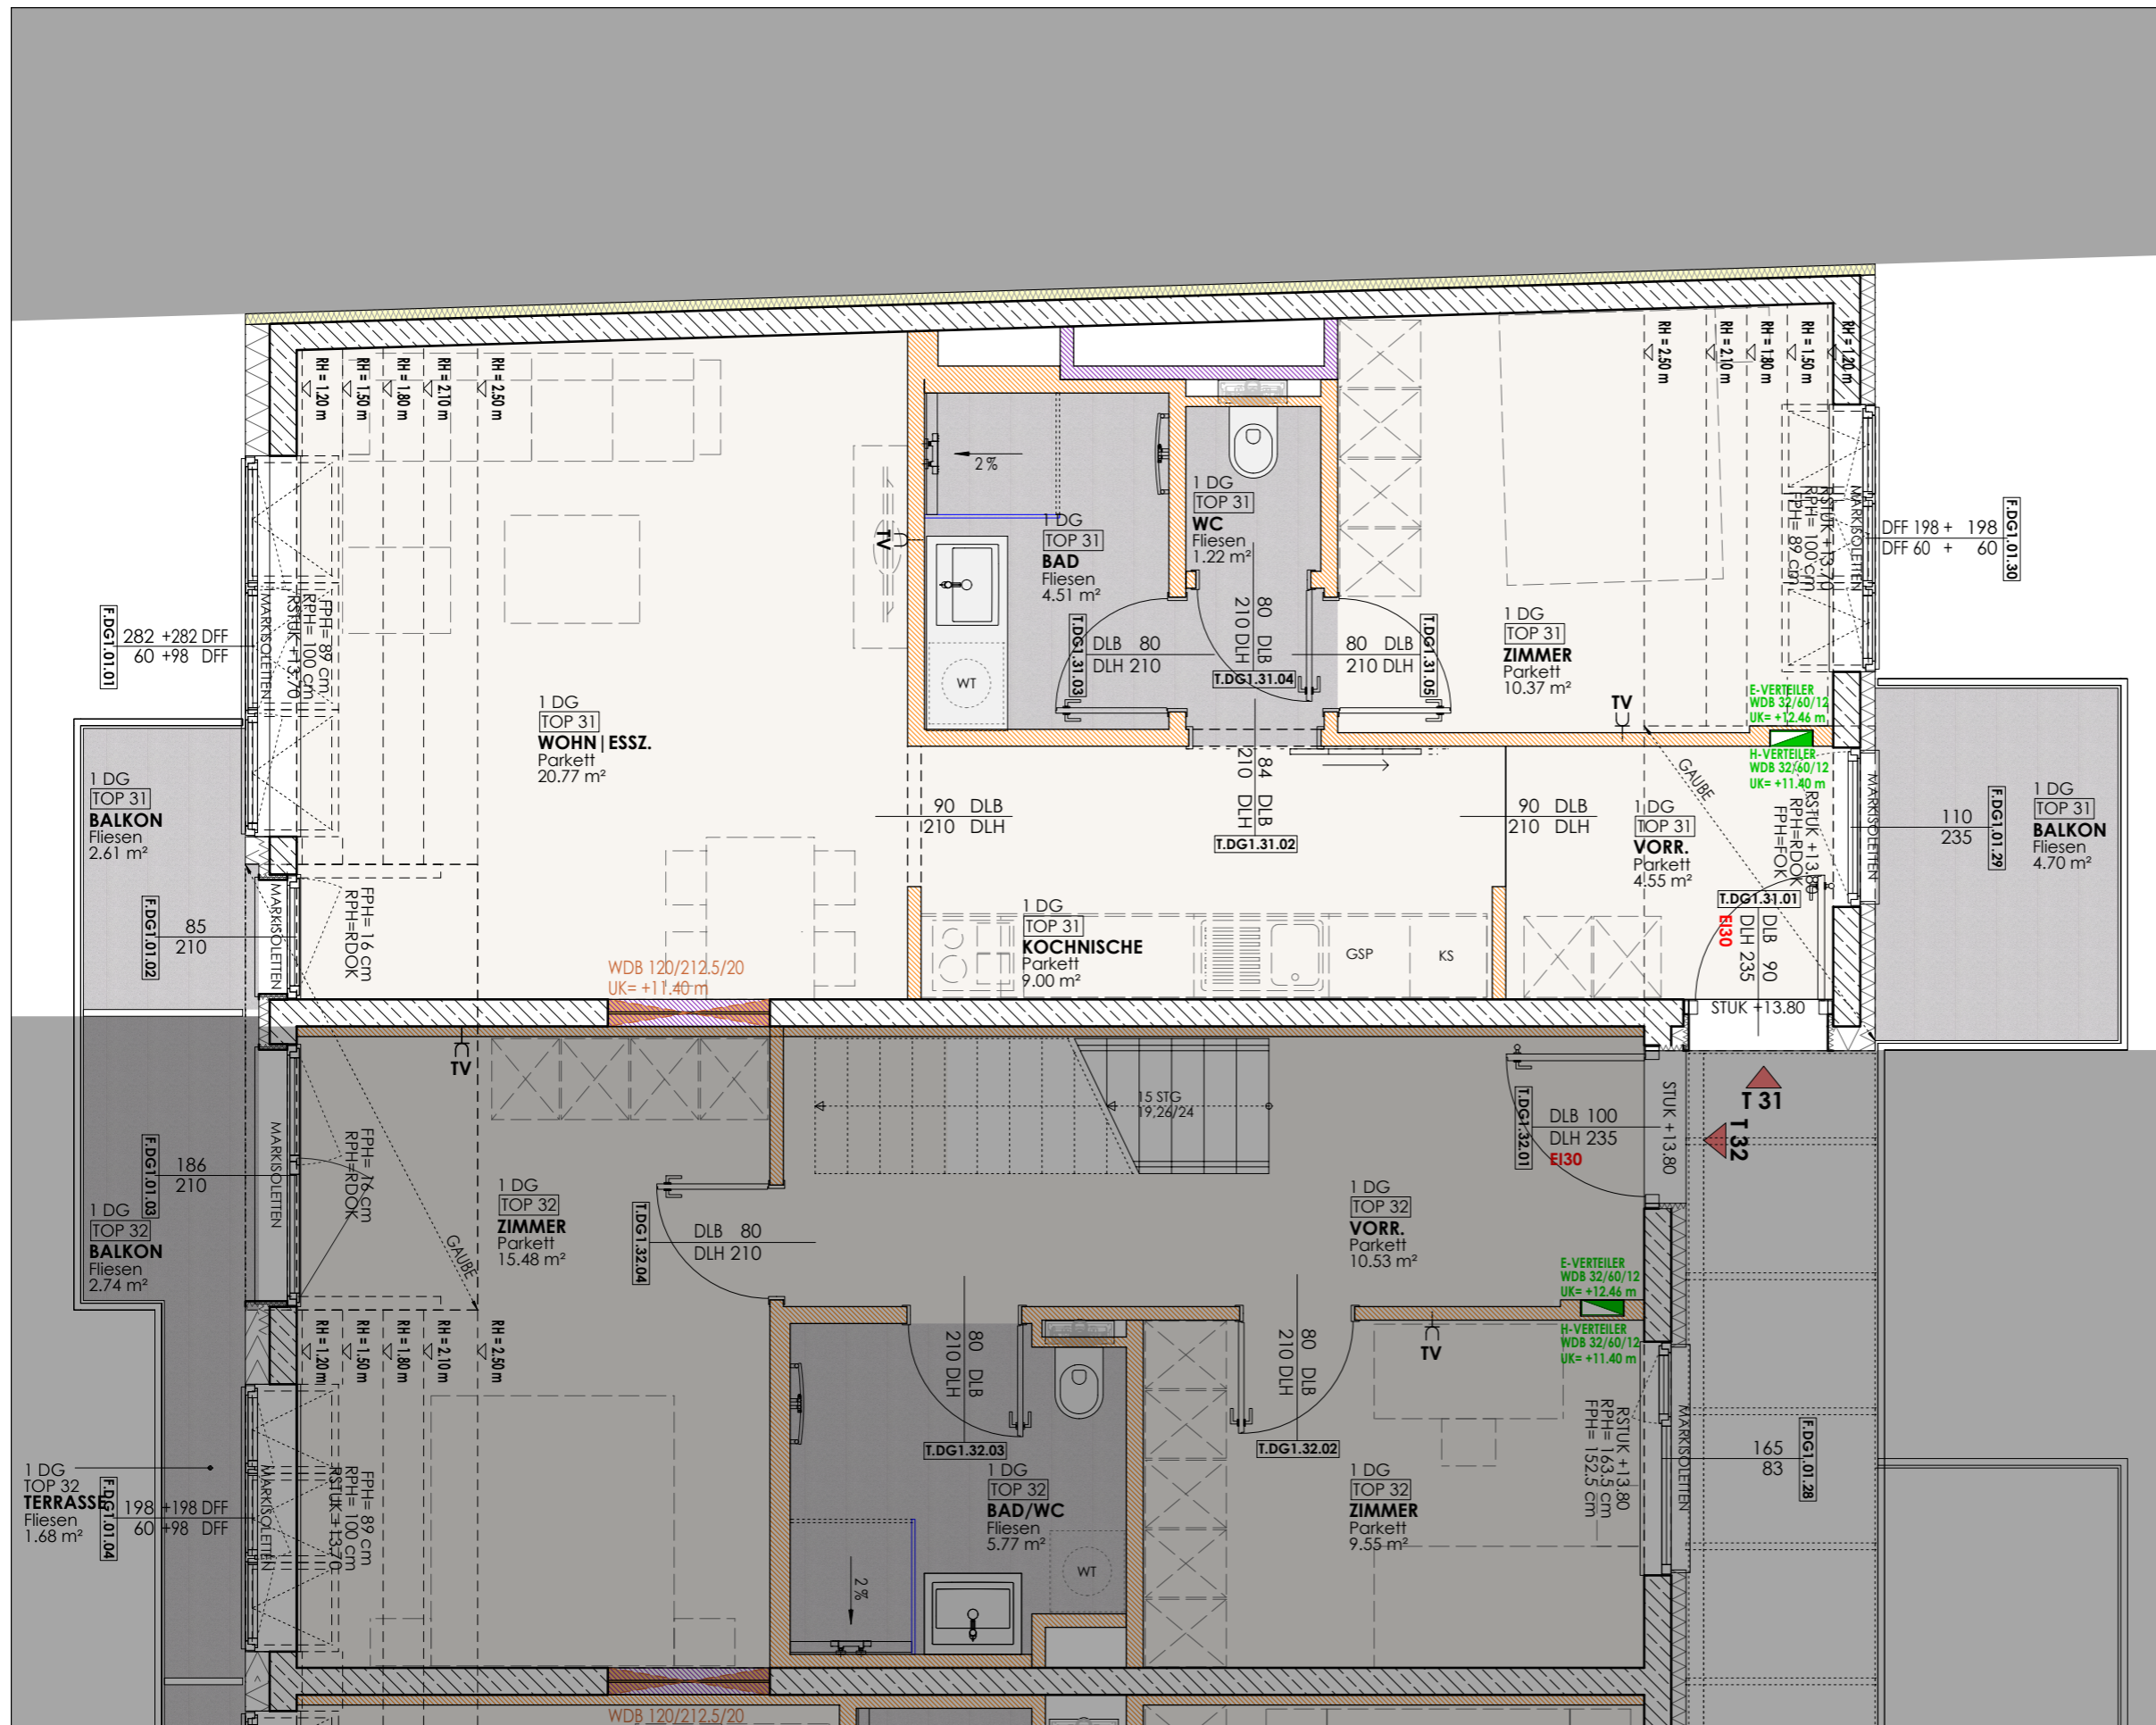 RH = 1.20 m
RH = 1.50 m
RH = 1.80 m
RH = 2.10 m
RH = 2.50 m
RH = 2.50 m
RH = 2.10 m
RH = 1.80 m
RH = 1.50 m
RH = 1.20 m
2%
1 DG
TOP 31
BAD
Fliesen
4.51 m²
1 DG
TOP 31
WC
Fliesen
1.22 m²
TV
WT
F.DG1.01.01
282 +282 DFF
60 +98 DFF
MARKISOLETTEN
RSTUK +13.70
RPH= 100 cm
FPH= 89 cm
1 DG
TOP 31
WOHN|ESSZ.
Parkett
20.77 m²
T.DG1.31.03
DLB 80
DLH 210
80 DLB
210 DLH
T.DG1.31.04
80 DLB
210 DLH
T.DG1.31.05
1 DG
TOP 31
ZIMMER
Parkett
10.37 m²
MARKISOLETTEN
RSTUK +13.70
RPH= 100 cm
FPH= 89 cm
DFF 198 + 198
DFF 60 + 60
F.DG1.01.30
TV
E-VERTEILER
WDB 32/60/12
UK= +12.46 m
H-VERTEILER
WDB 32/60/12
UK= +11.40 m
GAUBE
84 DLB
210 DLH
T.DG1.31.02
90 DLB
210 DLH
90 DLB
210 DLH
1 DG
TOP 31
VORR.
Parkett
4.55 m²
RSTUK +13.80
RPH=RDOK
FPH=FOK
MARKISOLETTEN
110
235
F.DG1.01.29
1 DG
TOP 31
BALKON
Fliesen
4.70 m²
1 DG
TOP 31
BALKON
Fliesen
2.61 m²
F.DG1.01.02
85
210
MARKISOLETTEN
FPH= 16 cm
RPH=RDOK
WDB 120/212.5/20
UK= +11.40 m
1 DG
TOP 31
KOCHNISCHE
Parkett
9.00 m²
GSP
KS
T.DG1.31.01
DLB 90
DLH 235
EI30
STUK +13.80
TV
15 STG
19,26/24
T 31
T 32
T.DG1.32.01
DLB 100
DLH 235
EI30
STUK +13.80
F.DG1.01.03
186
210
MARKISOLETTEN
FPH= 16 cm
RPH=RDOK
GAUBE
1 DG
TOP 32
BALKON
Fliesen
2.74 m²
1 DG
TOP 32
ZIMMER
Parkett
15.48 m²
T.DG1.32.04
DLB 80
DLH 210
1 DG
TOP 32
VORR.
Parkett
10.53 m²
E-VERTEILER
WDB 32/60/12
UK= +12.46 m
H-VERTEILER
WDB 32/60/12
UK= +11.40 m
RH = 1.20 m
RH = 1.50 m
RH = 1.80 m
RH = 2.10 m
RH = 2.50 m
80 DLB
210 DLH
T.DG1.32.03
80 DLB
210 DLH
T.DG1.32.02
TV
RSTUK +13.80
RPH= 163.5 cm
FPH= 152.5 cm
MARKISOLETTEN
165
83
F.DG1.01.28
1 DG
TOP 32
TERRASSE
Fliesen
1.68 m²
F.DG1.01.04
198 +198 DFF
60 +98 DFF
MARKISOLETTEN
RSTUK +13.70
RPH= 100 cm
FPH= 89 cm
1 DG
TOP 32
BAD/WC
Fliesen
5.77 m²
2%
WT
1 DG
TOP 32
ZIMMER
Parkett
9.55 m²
WDB 120/212.5/20